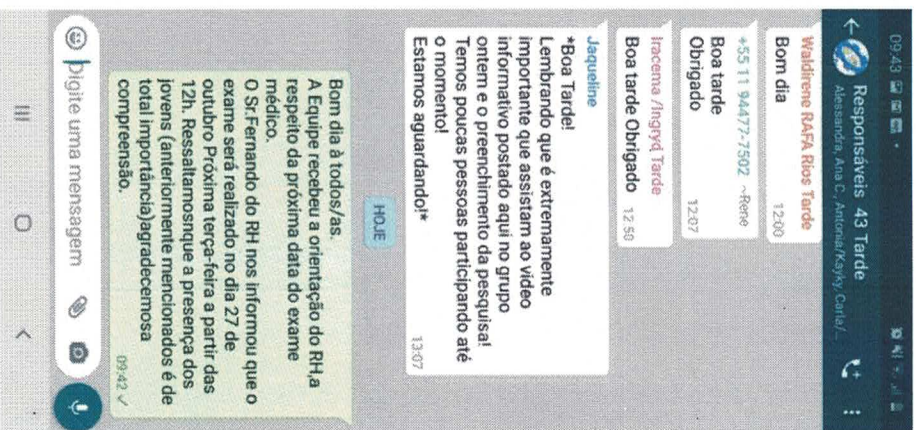 09:43
Responsáveis 43 Tarde
Alessandra, Ana C., Antonia/Kayky, Carla/...
Waldirene RAFA Rios Tarde
Bom dia
12:00
+55 11 94477-7502 ~Rene
Boa tarde
Obrigado
12:07
Iracema /Ingryd Tarde
Boa tarde Obrigado 12:50
Jaqueline
*Boa Tarde!
Lembrando que é extremamente
importante que assistam ao vídeo
informativo postado aqui no grupo
ontem e o preenchimento da pesquisa!
Temos poucas pessoas participando até
o momento!
Estamos aguardando!*
13:07
HOJE
Bom dia à todos/as.
A Equipe recebeu a orientação do RH,a
respeito da próxima data do exame
médico.
O Sr.Fernando do RH nos informou que o
exame será realizado no dia 27 de
outubro Próxima terça-feira a partir das
12h. Ressaltamosnque a presença dos
jovens (anteriormente mencionados é de
total importância)agradecemosa
compreensão.
09:42
Digite uma mensagem